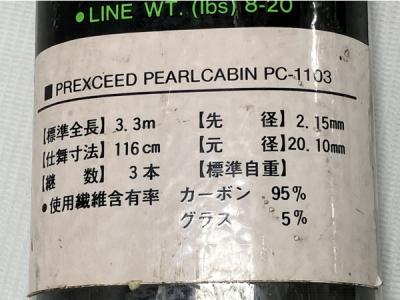 ● LINE WT. (lbs) 8-20
■ PREXCEED PEARLCABIN PC-1103
【標準全長】3.3m 【先 径】2.15mm
【仕舞寸法】116cm 【元 径】20.10mm
【継 数】3本 【標準自重】
● 使用繊維含有率 カーボン 95%
グラス 5%